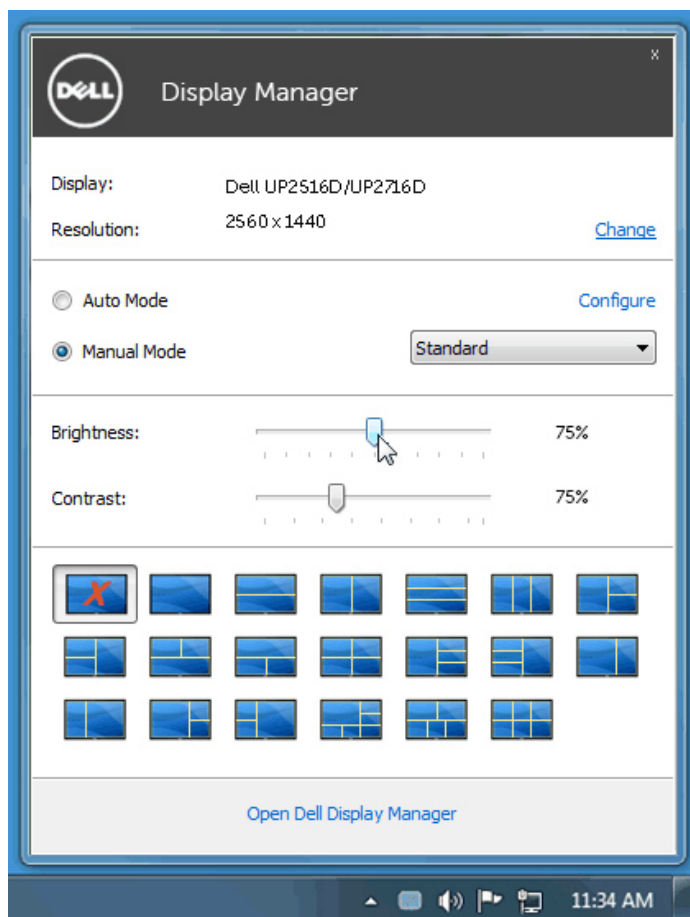 x
DELL
Display Manager
Display: Dell UP2516D/UP2716D
Resolution: 2560 x 1440 Change
Auto Mode Configure
Manual Mode Standard
Brightness: 75%
Contrast: 75%
X
Open Dell Display Manager
11:34 AM